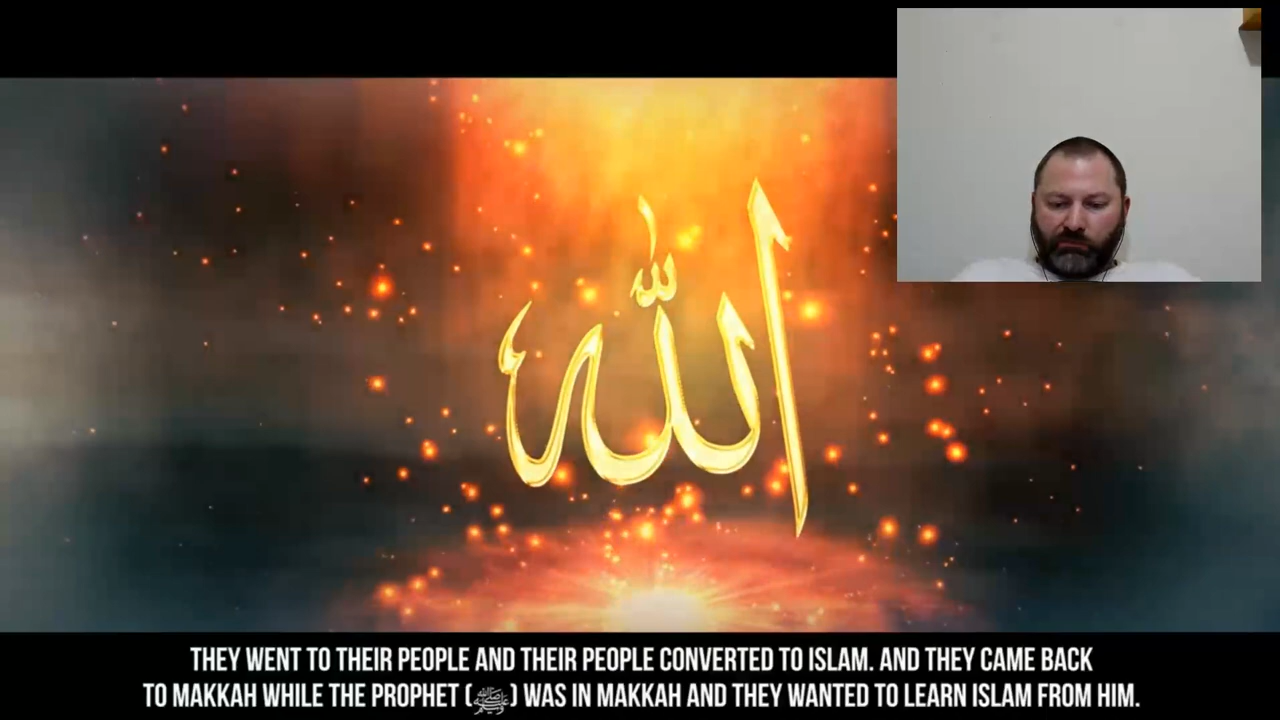 الله
THEY WENT TO THEIR PEOPLE AND THEIR PEOPLE CONVERTED TO ISLAM. AND THEY CAME BACK
TO MAKKAH WHILE THE PROPHET (ﷺ) WAS IN MAKKAH AND THEY WANTED TO LEARN ISLAM FROM HIM.